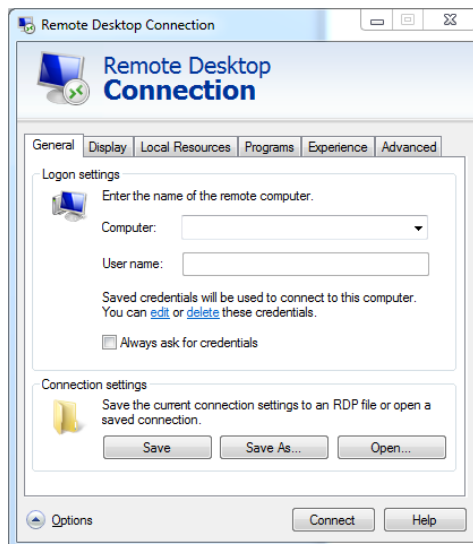 Remote Desktop Connection
Remote Desktop
Connection
General Display Local Resources Programs Experience Advanced
Logon settings
Enter the name of the remote computer.
Computer:
User name:
Saved credentials will be used to connect to this computer.
You can edit or delete these credentials.
Always ask for credentials
Connection settings
Save the current connection settings to an RDP file or open a
saved connection.
Save Save As... Open...
Options Connect Help